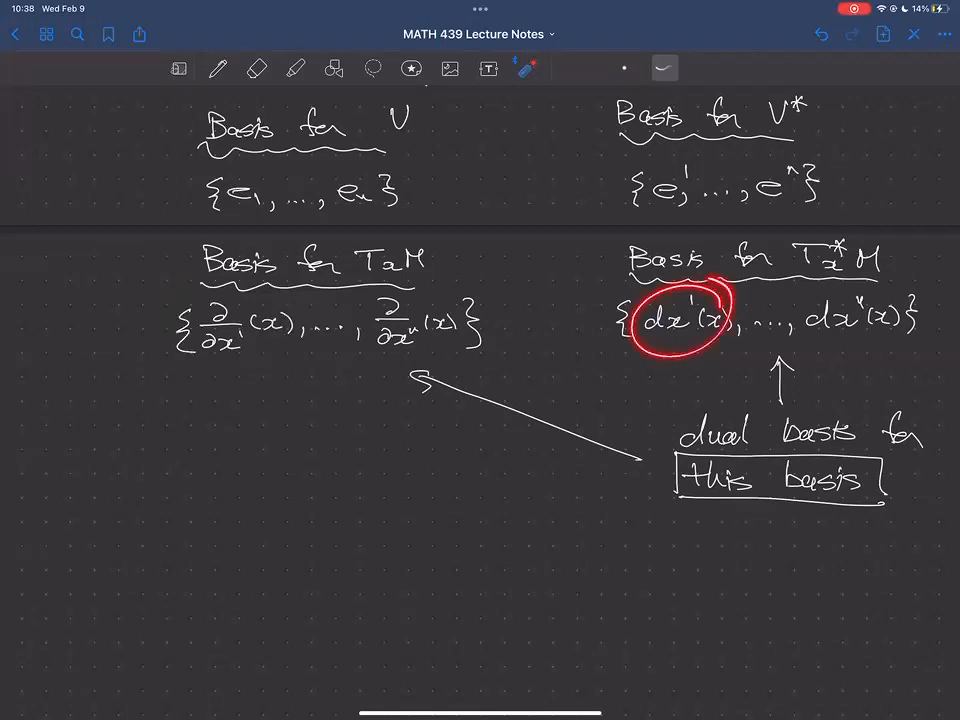 10:38 Wed Feb 9
14%
MATH 439 Lecture Notes
Basis for V
Basis for V*
{e₁, ..., eₙ}
{e¹, ..., eⁿ}
Basis for TₓM
Basis for Tₓ*M
{∂/∂x¹(x), ..., ∂/∂xⁿ(x)}
{dx¹(x), ..., dxⁿ(x)}
dual basis for
this basis